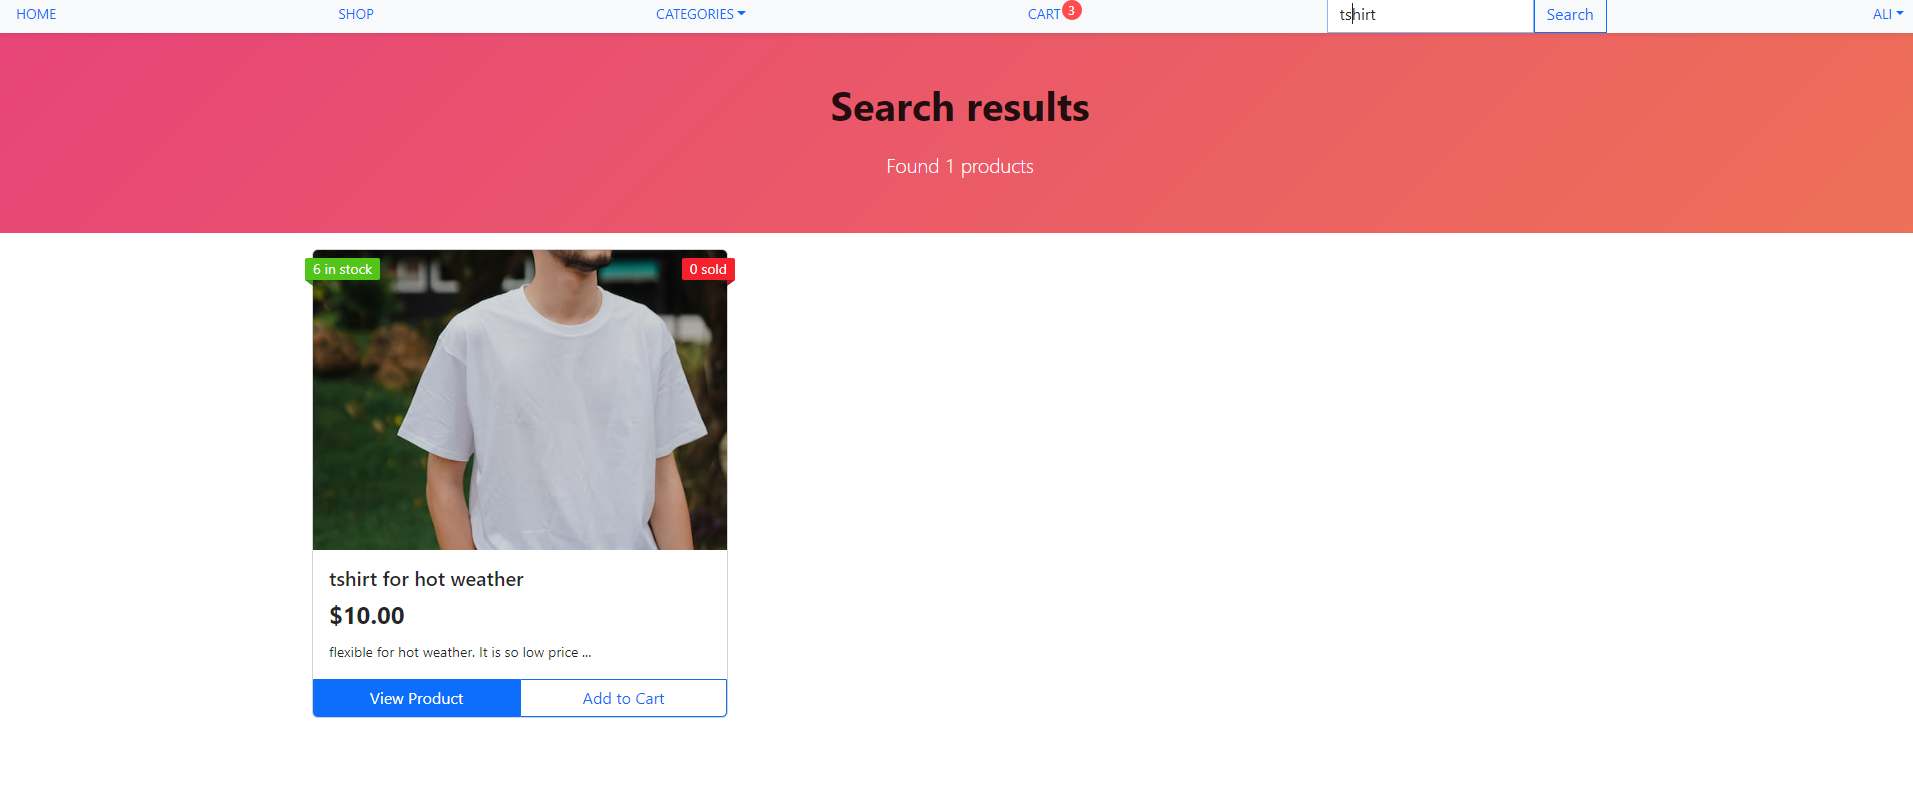 HOME SHOP CATEGORIES CART 3 tshirt Search ALI
Search results
Found 1 products
6 in stock 0 sold
tshirt for hot weather
$10.00
flexible for hot weather. It is so low price ...
View Product Add to Cart